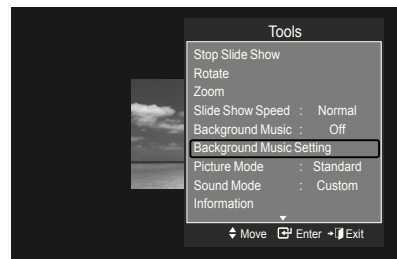 Tools
Stop Slide Show
Rotate
Zoom
Slide Show Speed : Normal
Background Music : Off
Background Music Setting
Picture Mode : Standard
Sound Mode : Custom
Information
Move Enter Exit